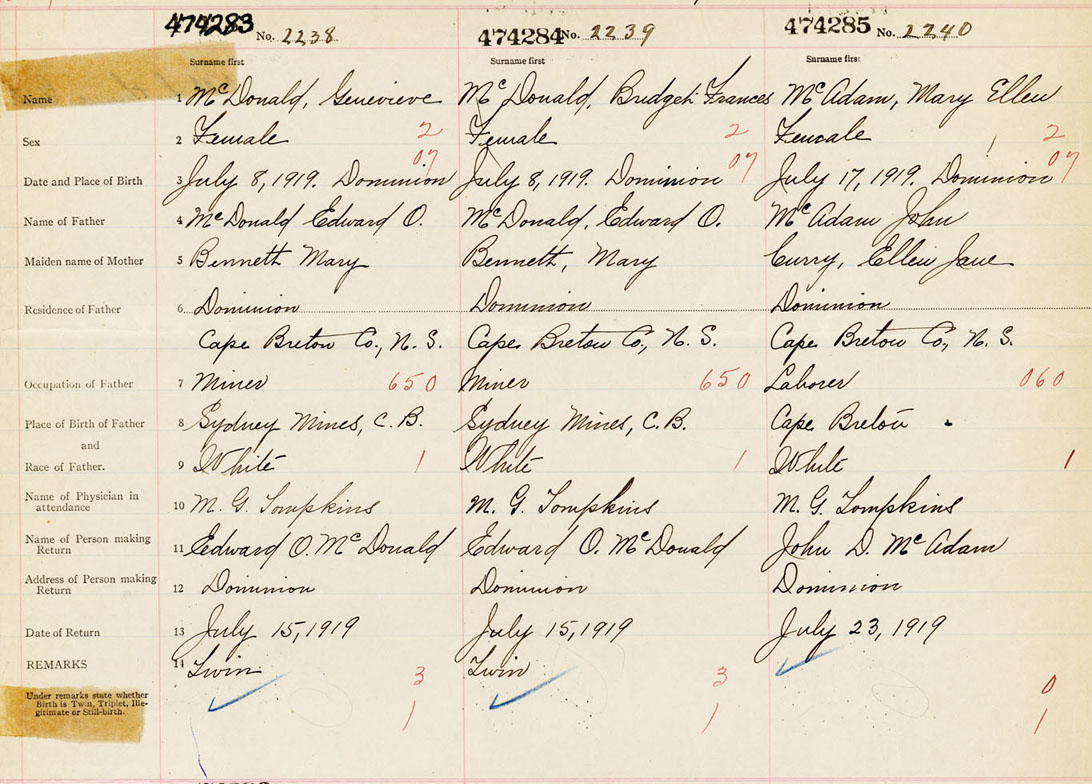 474283 No. 2238 474284 No. 2239 474285 No. 2240
Surname first Surname first Surname first
Name 1 McDonald, Genevieve McDonald, Bridget Frances McAdam, Mary Ellen
Sex 2 Female 2 Female 2 Female 2
07 07 07
Date and Place of Birth 3 July 8, 1919. Dominion July 8, 1919. Dominion July 17, 1919. Dominion
Name of Father 4 McDonald Edward O. McDonald, Edward O. McAdam John
Maiden name of Mother 5 Bennett Mary Bennett, Mary Curry, Ellen Jane
Residence of Father 6 Dominion Dominion Dominion
Cape Breton Co., N. S. Cape Breton Co., N. S. Cape Breton Co., N. S.
Occupation of Father 7 Miner 650 Miner 650 Laborer 060
Place of Birth of Father 8 Sydney Mines, C. B. Sydney Mines, C. B. Cape Breton
and
Race of Father. 9 White 1 White 1 White 1
Name of Physician in
attendance 10 M. G. Tompkins M. G. Tompkins M. G. Tompkins
Name of Person making
Return 11 Edward O. McDonald Edward O. McDonald John D. McAdam
Address of Person making
Return 12 Dominion Dominion Dominion
Date of Return 13 July 15, 1919 July 15, 1919 July 23, 1919
REMARKS 14 Twin Twin
3 3 0
Under remarks state whether
Birth is Twin, Triplet, Ille-
gitimate or Still-birth.
1 1 1